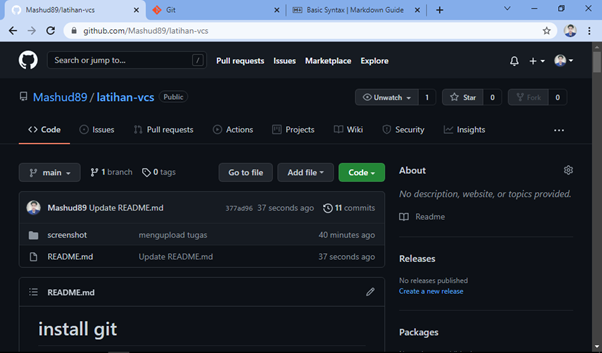 Mashud89/latihan-vcs
Git
Basic Syntax | Markdown Guide
github.com/Mashud89/latihan-vcs
Search or jump to... /
Pull requests Issues Marketplace Explore
Mashud89 / latihan-vcs Public
Unwatch 1 Star 0 Fork 0
Code Issues Pull requests Actions Projects Wiki Security Insights
main 1 branch 0 tags Go to file Add file Code
About
No description, website, or topics provided.
Readme
Mashud89 Update README.md 377ad96 37 seconds ago 11 commits
screenshot mengupload tugas 40 minutes ago
README.md Update README.md 37 seconds ago
Releases
No releases published
Create a new release
README.md
install git
Packages